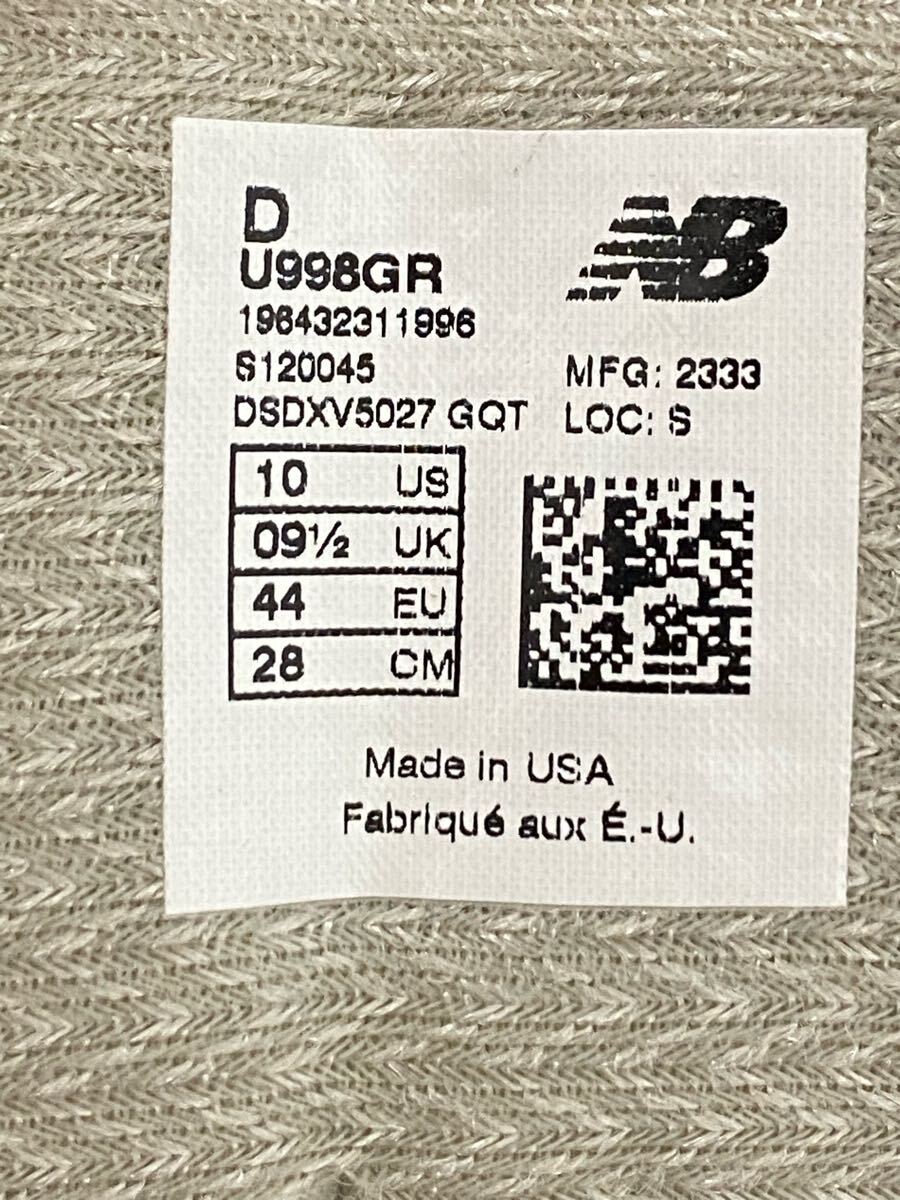 D
NB
U998GR
196432311996
S120045
MFG: 2333
DSDXV5027 GQT
LOC: S
10 US
09½ UK
44 EU
28 CM
Made in USA
Fabriqué aux É.-U.